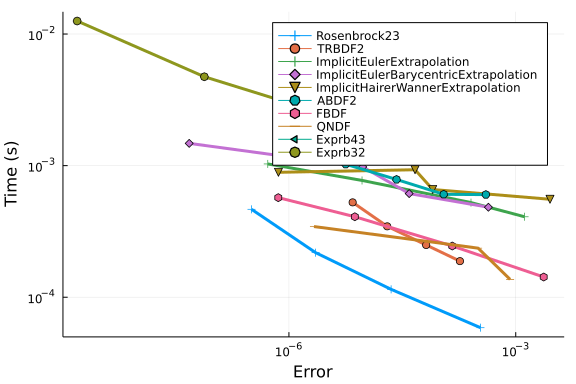 10⁻²
10⁻³
10⁻⁴
Time (s)
Rosenbrock23
TRBDF2
ImplicitEulerExtrapolation
ImplicitEulerBarycentricExtrapolation
ImplicitHairerWannerExtrapolation
ABDF2
FBDF
QNDF
Exprb43
Exprb32
10⁻⁶
10⁻³
Error